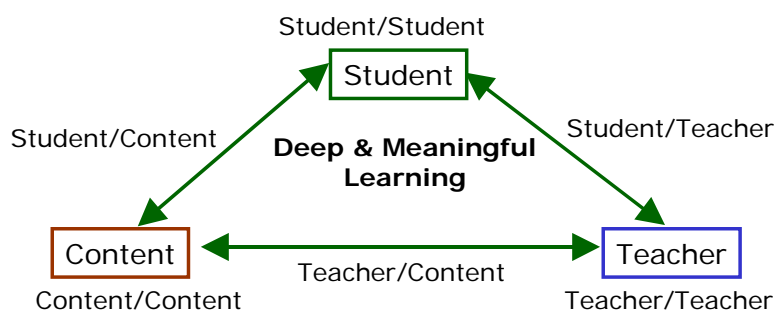 Student/Student
Student
Student/Content
Student/Teacher
Deep & Meaningful
Learning
Content
Teacher
Teacher/Content
Content/Content
Teacher/Teacher